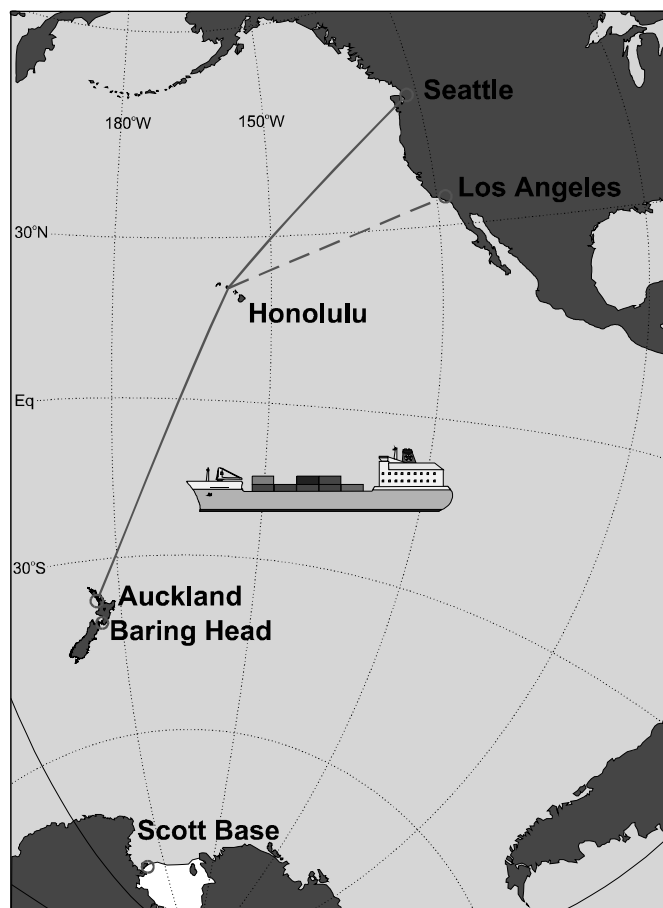 Seattle
180°W
150°W
Los Angeles
30°N
Honolulu
Eq
30°S
Auckland
Baring Head
Scott Base